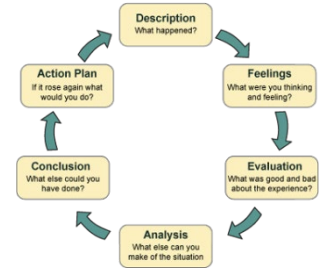 Description
What happened?
Feelings
What were you thinking
and feeling?
Evaluation
What was good and bad
about the experience?
Analysis
What else can you
make of the situation
Conclusion
What else could you
have done?
Action Plan
If it rose again what
would you do?